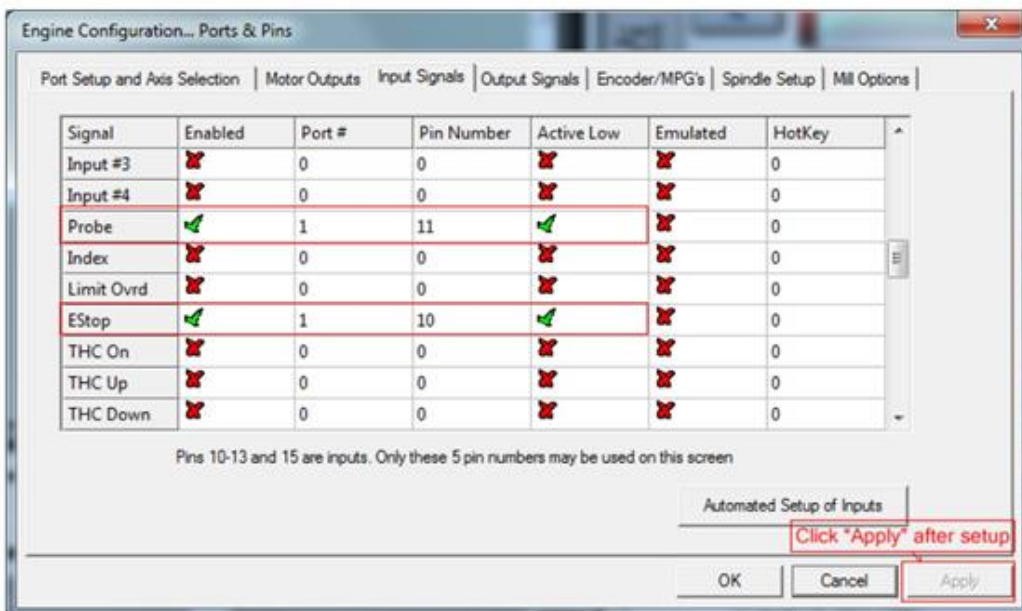 Engine Configuration... Ports & Pins
Port Setup and Axis Selection Motor Outputs Input Signals Output Signals Encoder/MPG's Spindle Setup Mill Options
Signal Enabled Port # Pin Number Active Low Emulated HotKey
Input #3 0 0 0
Input #4 0 0 0
Probe 1 11 0
Index 0 0 0
Limit Ovrd 0 0 0
EStop 1 10 0
THC On 0 0 0
THC Up 0 0 0
THC Down 0 0 0
Pins 10-13 and 15 are inputs. Only these 5 pin numbers may be used on this screen
Automated Setup of Inputs
Click "Apply" after setup
OK Cancel Apply